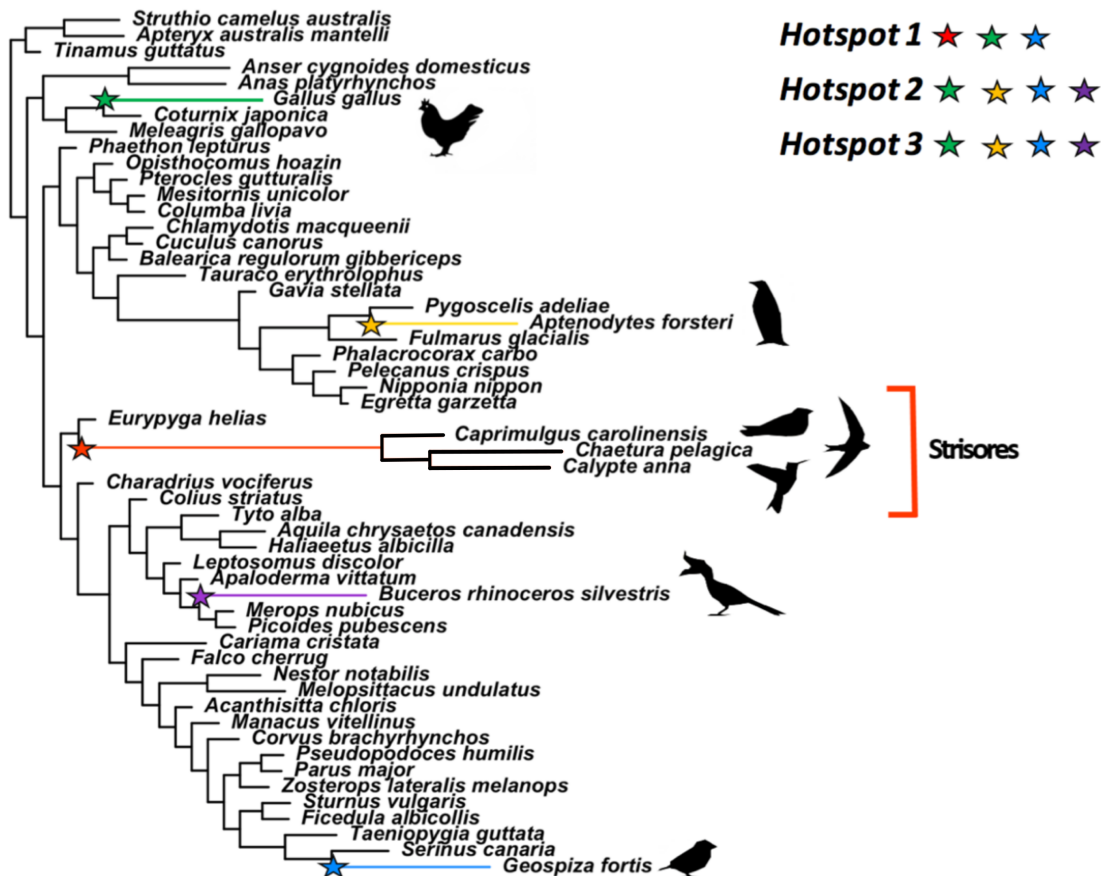 Struthio camelus australis
Apteryx australis mantelli
Tinamus guttatus
Anser cygnoides domesticus
Anas platyrhynchos
Gallus gallus
Coturnix japonica
Meleagris gallopavo
Phaethon lepturus
Opisthocomus hoazin
Pterocles gutturalis
Mesitornis unicolor
Columba livia
Chlamydotis macqueenii
Cuculus canorus
Balearica regulorum gibbericeps
Tauraco erythrolophus
Gavia stellata
Pygoscelis adeliae
Aptenodytes forsteri
Fulmarus glacialis
Phalacrocorax carbo
Pelecanus crispus
Nipponia nippon
Egretta garzetta
Eurypyga helias
Caprimulgus carolinensis
Chaetura pelagica
Calypte anna
Charadrius vociferus
Colius striatus
Tyto alba
Aquila chrysaetos canadensis
Haliaeetus albicilla
Leptosomus discolor
Apaloderma vittatum
Buceros rhinoceros silvestris
Merops nubicus
Picoides pubescens
Cariama cristata
Falco cherrug
Nestor notabilis
Melopsittacus undulatus
Acanthisitta chloris
Manacus vitellinus
Corvus brachyrhynchos
Pseudopodoces humilis
Parus major
Zosterops lateralis melanops
Sturnus vulgaris
Ficedula albicollis
Taeniopygia guttata
Serinus canaria
Geospiza fortis
Hotspot 1
Hotspot 2
Hotspot 3
Strisores